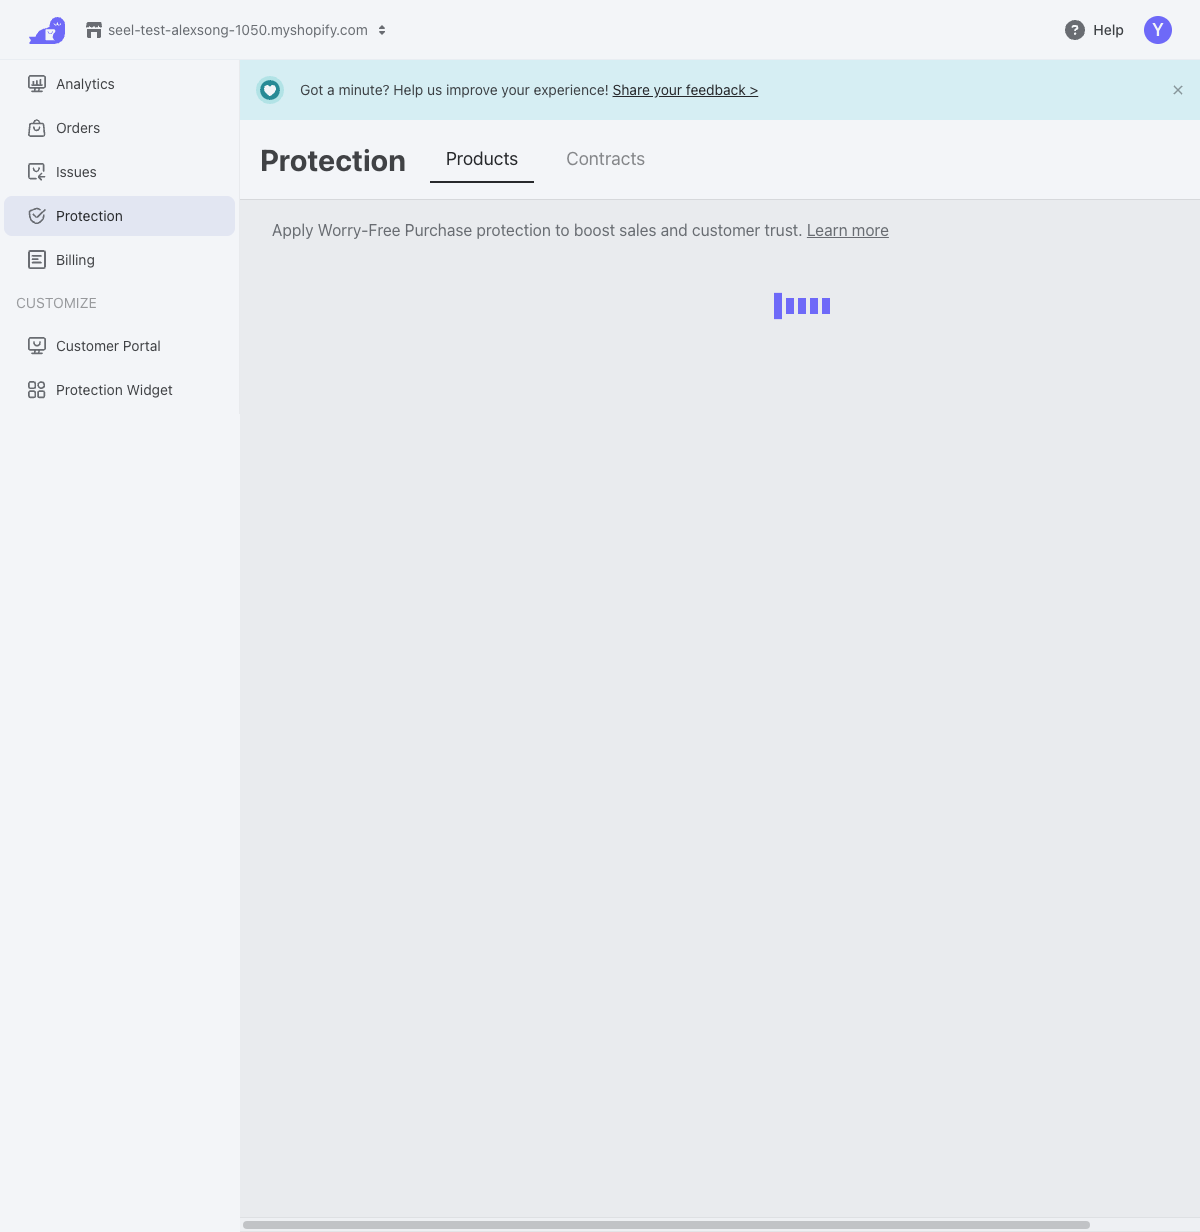 seel-test-alexsong-1050.myshopify.com
? Help
Y
Analytics
Orders
Issues
Protection
Billing
CUSTOMIZE
Customer Portal
Protection Widget
Got a minute? Help us improve your experience! Share your feedback >
Protection
Products
Contracts
Apply Worry-Free Purchase protection to boost sales and customer trust. Learn more